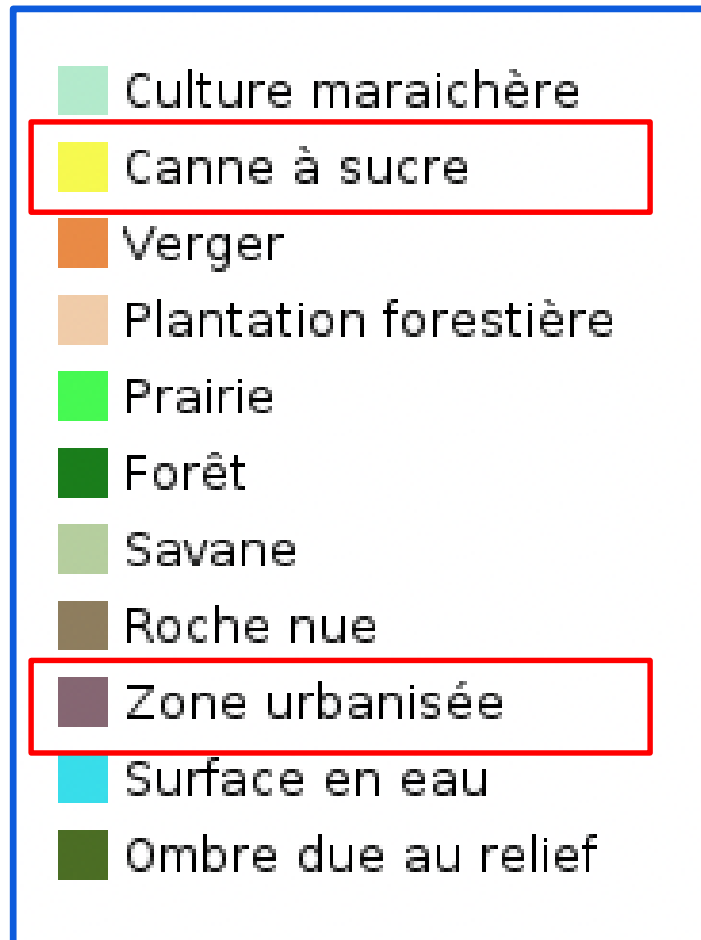 Culture maraichère
Canne à sucre
Verger
Plantation forestière
Prairie
Forêt
Savane
Roche nue
Zone urbanisée
Surface en eau
Ombre due au relief